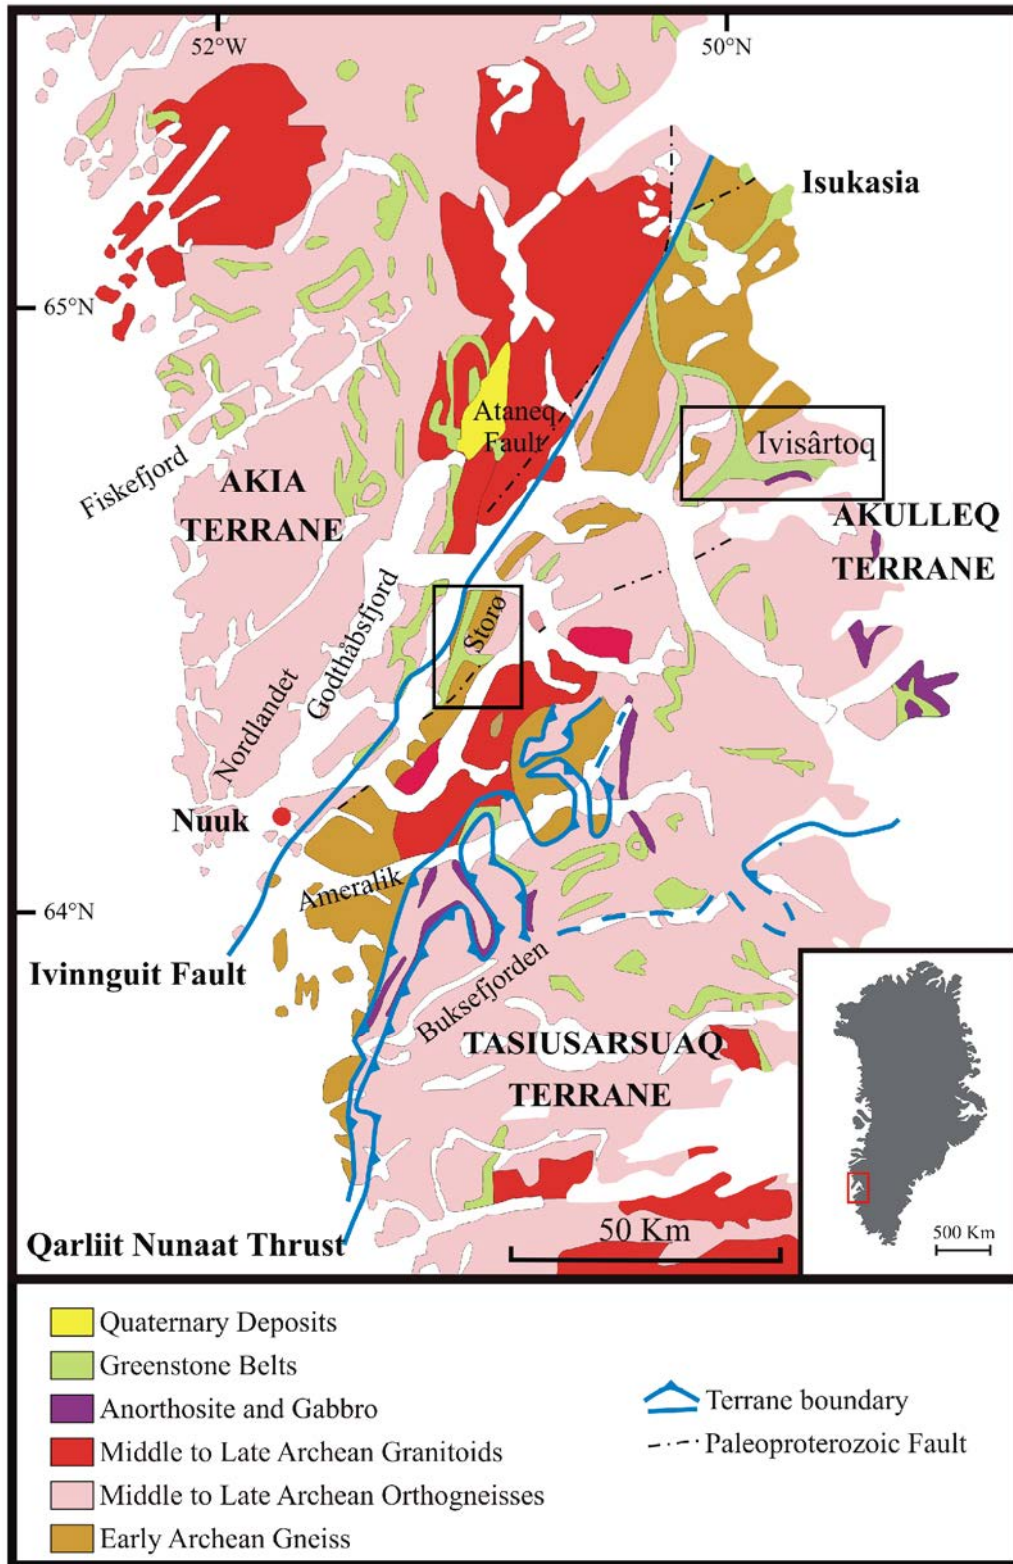 52°W
50°N
Isukasia
65°N
Ataneq
Fault
Ivisârtoq
Fiskefjord
AKIA
TERRANE
AKULLEQ
TERRANE
Godthåbsfjord
Storø
Nordlandet
Nuuk
Ameralik
64°N
Ivinnguit Fault
Buksefjorden
TASIUSARSUAQ
TERRANE
Qarliit Nunaat Thrust
50 Km
500 Km
Quaternary Deposits
Greenstone Belts
Anorthosite and Gabbro
Middle to Late Archean Granitoids
Middle to Late Archean Orthogneisses
Early Archean Gneiss
Terrane boundary
Paleoproterozoic Fault